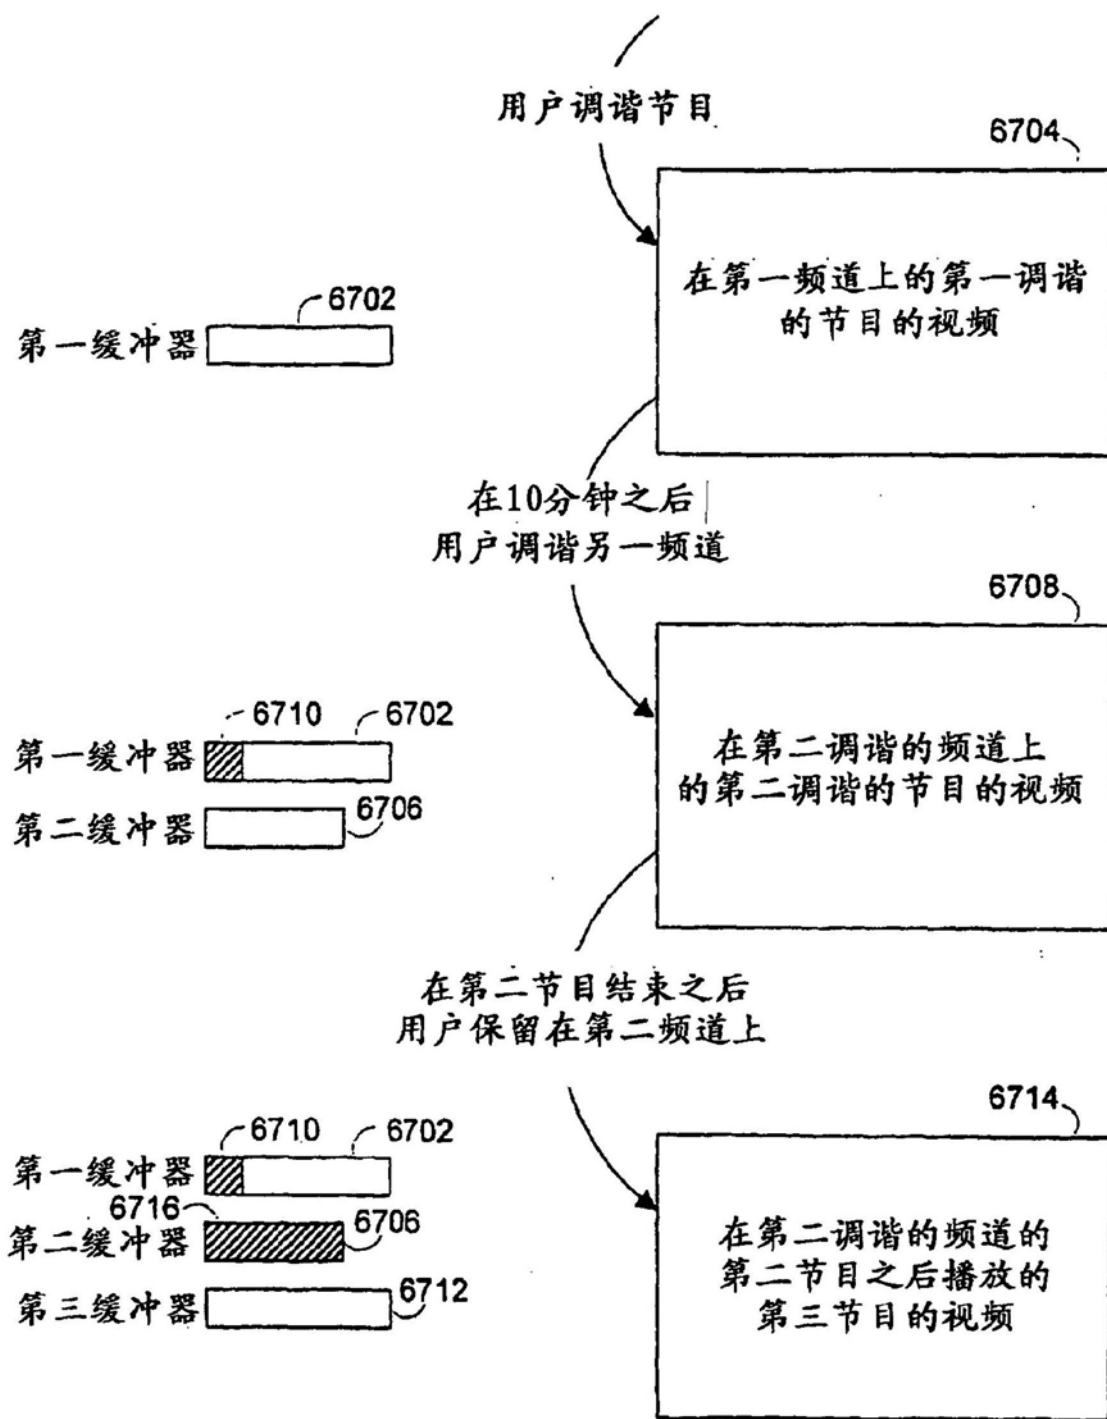 用户调谐节目
6704
在第一频道上的第一调谐
的节目的视频
6702
第一缓冲器
在10分钟之后
用户调谐另一频道
6708
在第二调谐的频道上
的第二调谐的节目的视频
6710
6702
第一缓冲器
第二缓冲器
6706
在第二节目结束之后
用户保留在第二频道上
6714
在第二调谐的频道的
第二节目之后播放的
第三节目的视频
6710
6702
第一缓冲器
6716
第二缓冲器
6706
第三缓冲器
6712